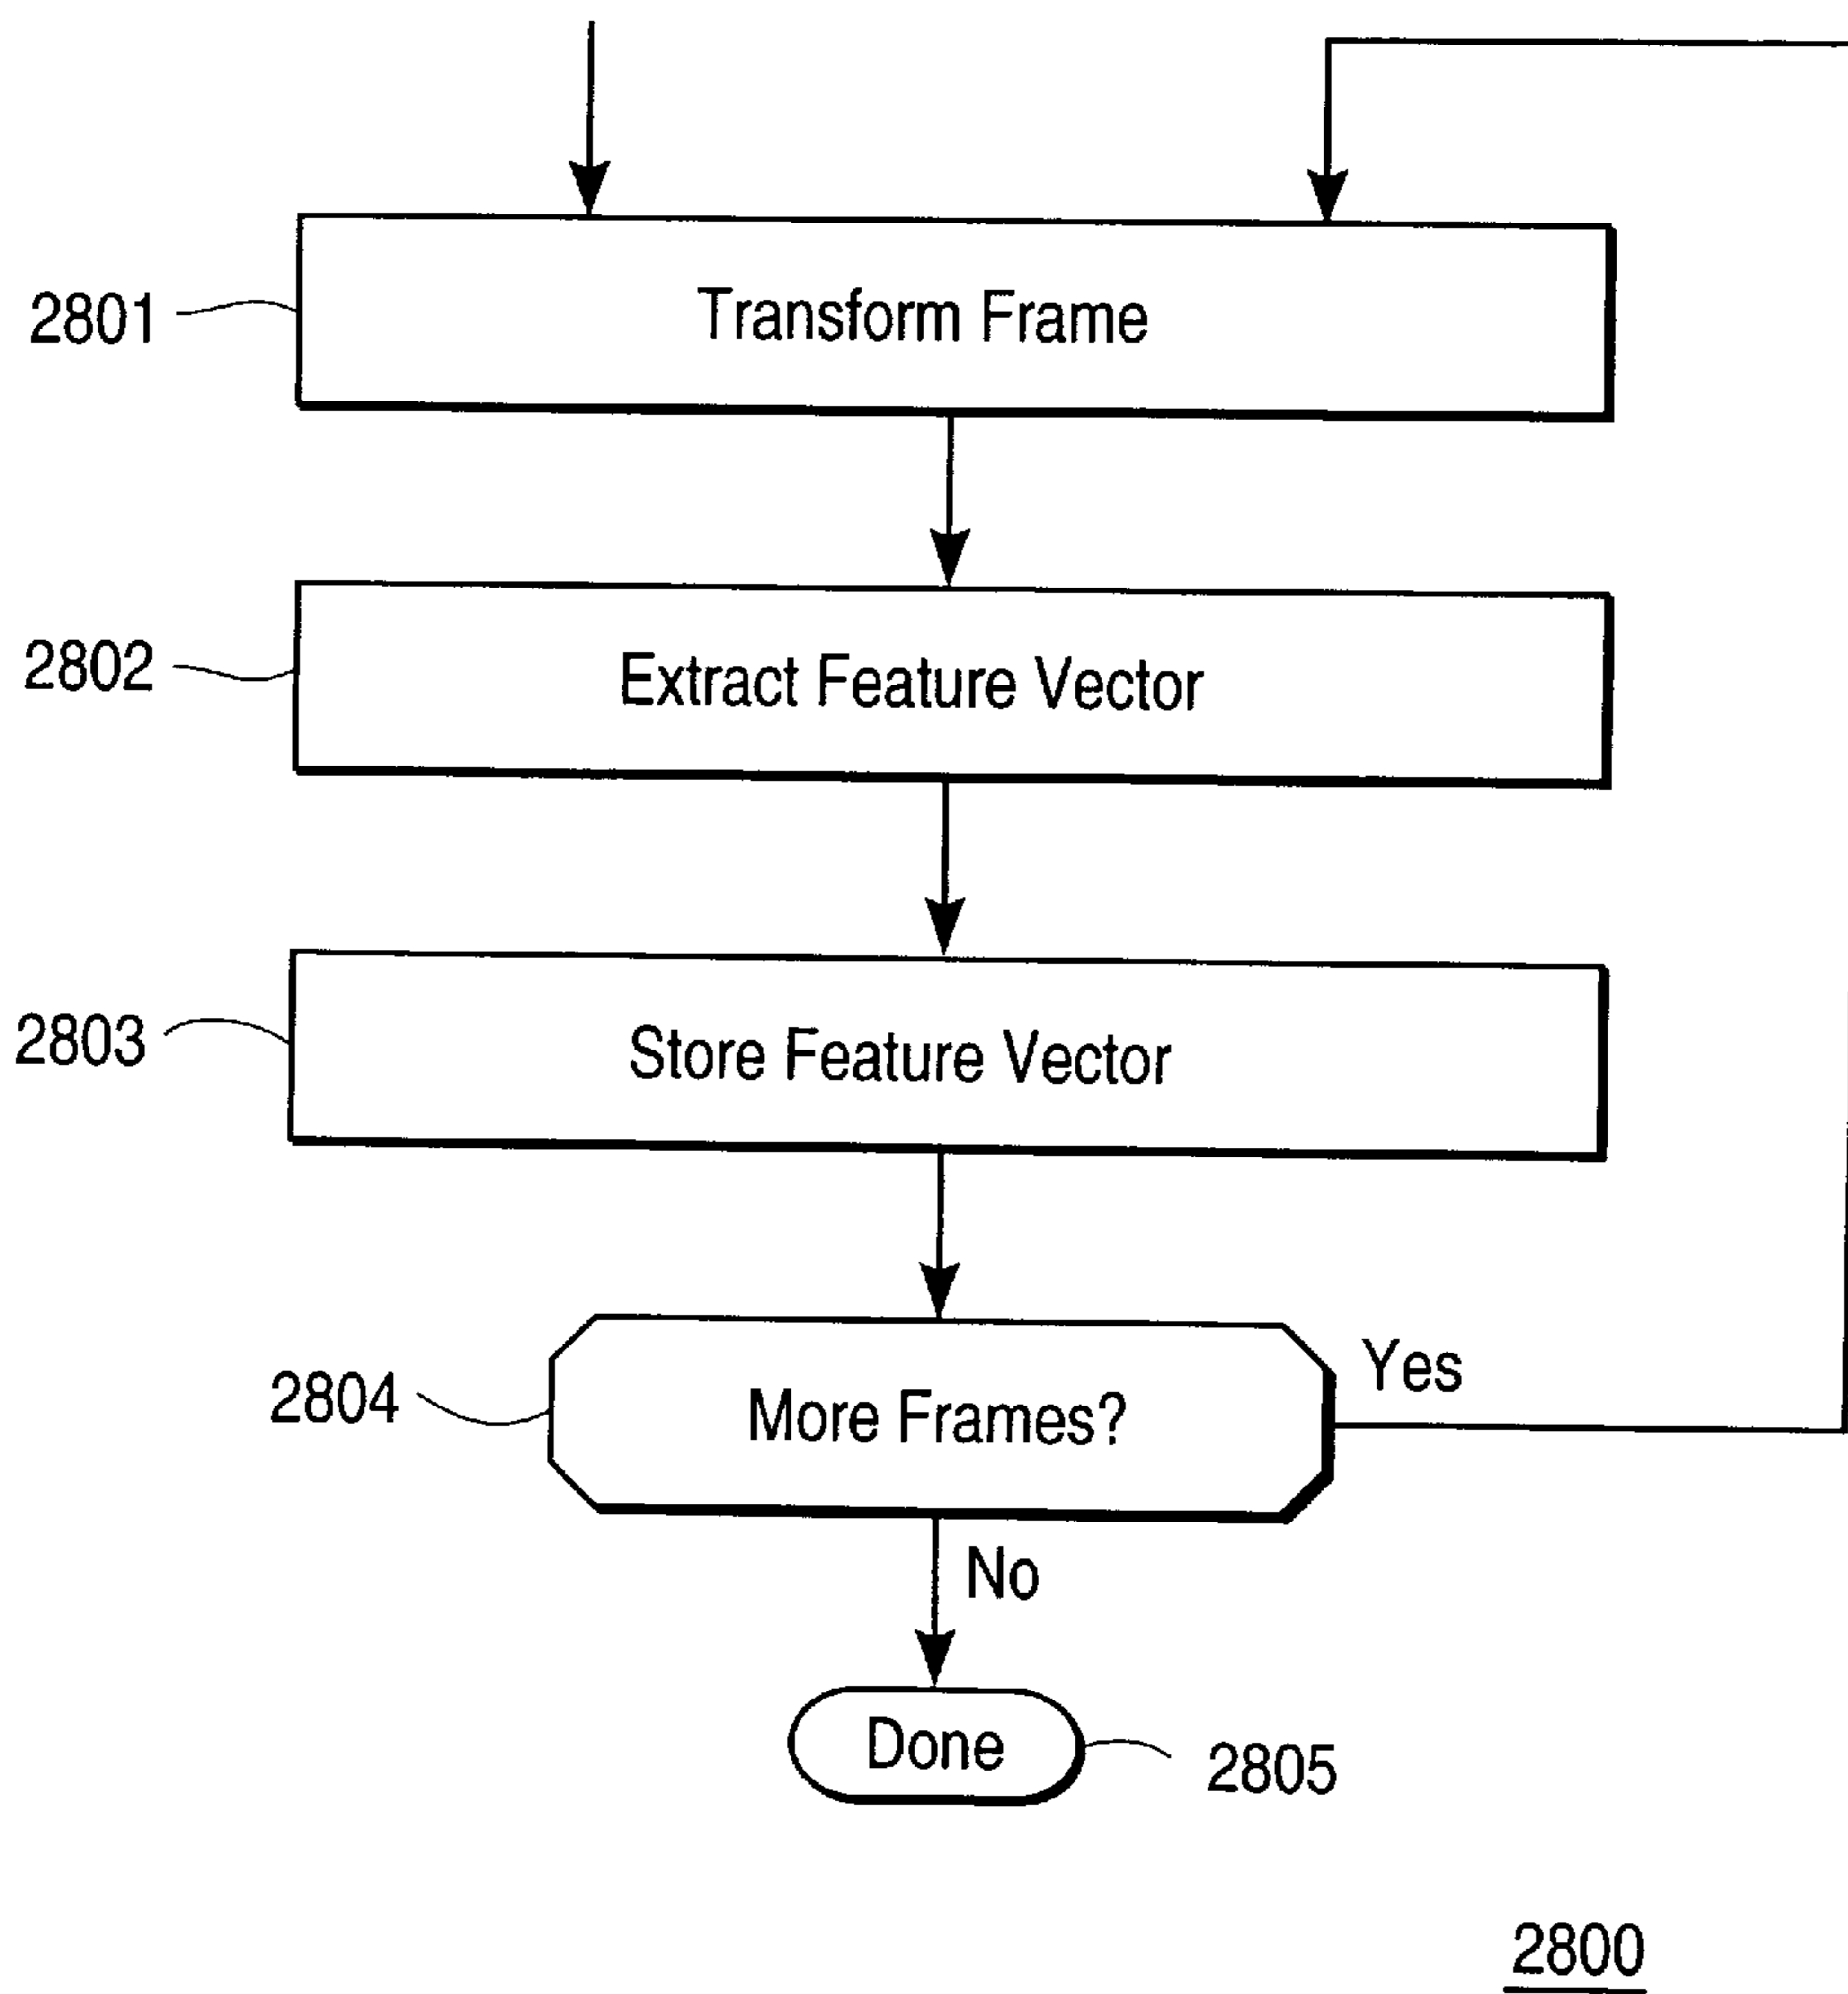 2801
Transform Frame
2802
Extract Feature Vector
2803
Store Feature Vector
2804
More Frames?
Yes
No
Done
2805
2800